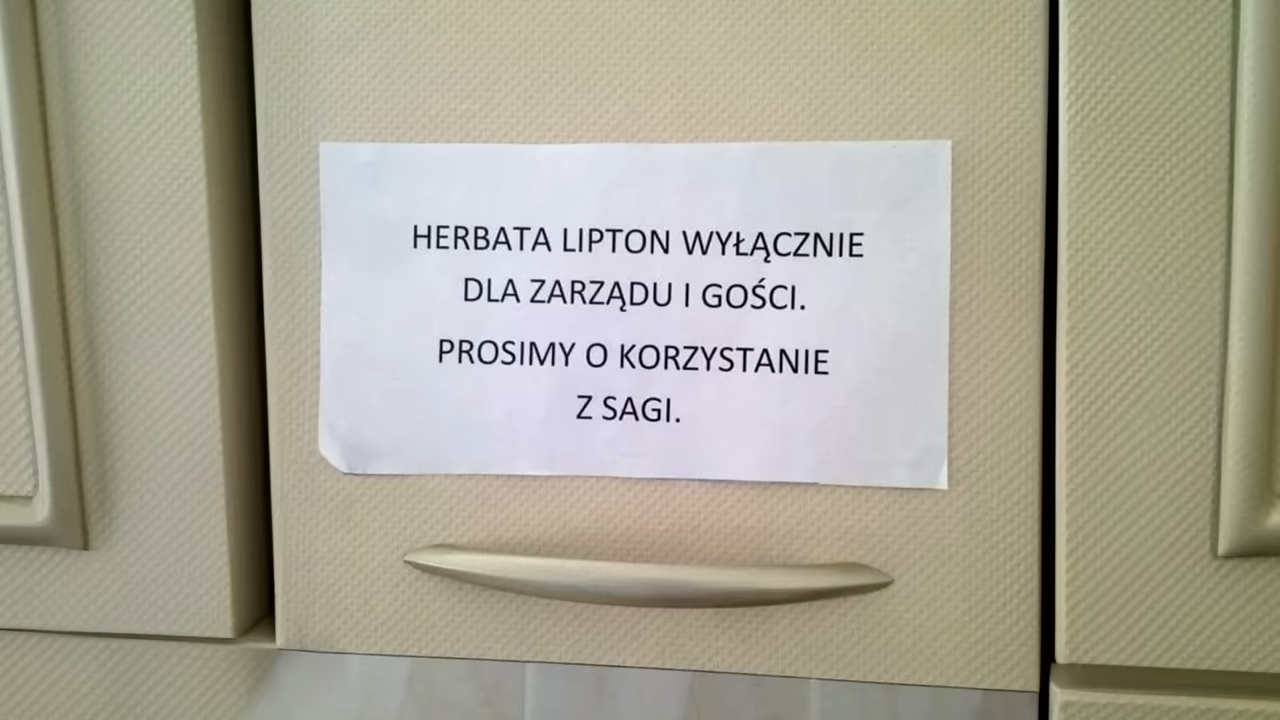 HERBATA LIPTON WYŁĄCZNIE
DLA ZARZĄDU I GOŚCI.
PROSIMY O KORZYSTANIE
Z SAGI.